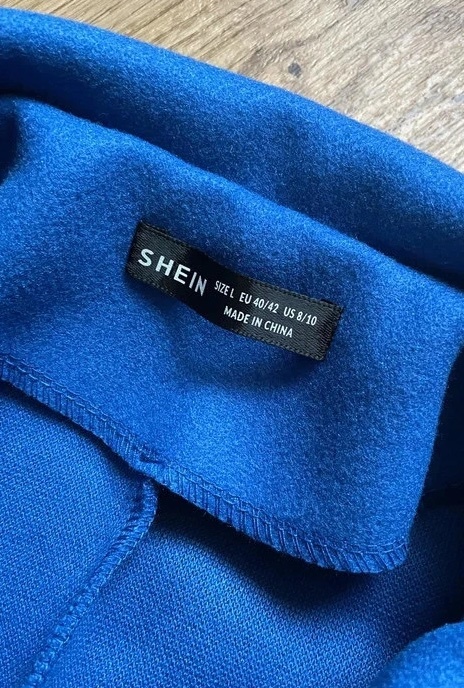 SHEIN
SIZE L EU 40/42 US 8/10
MADE IN CHINA